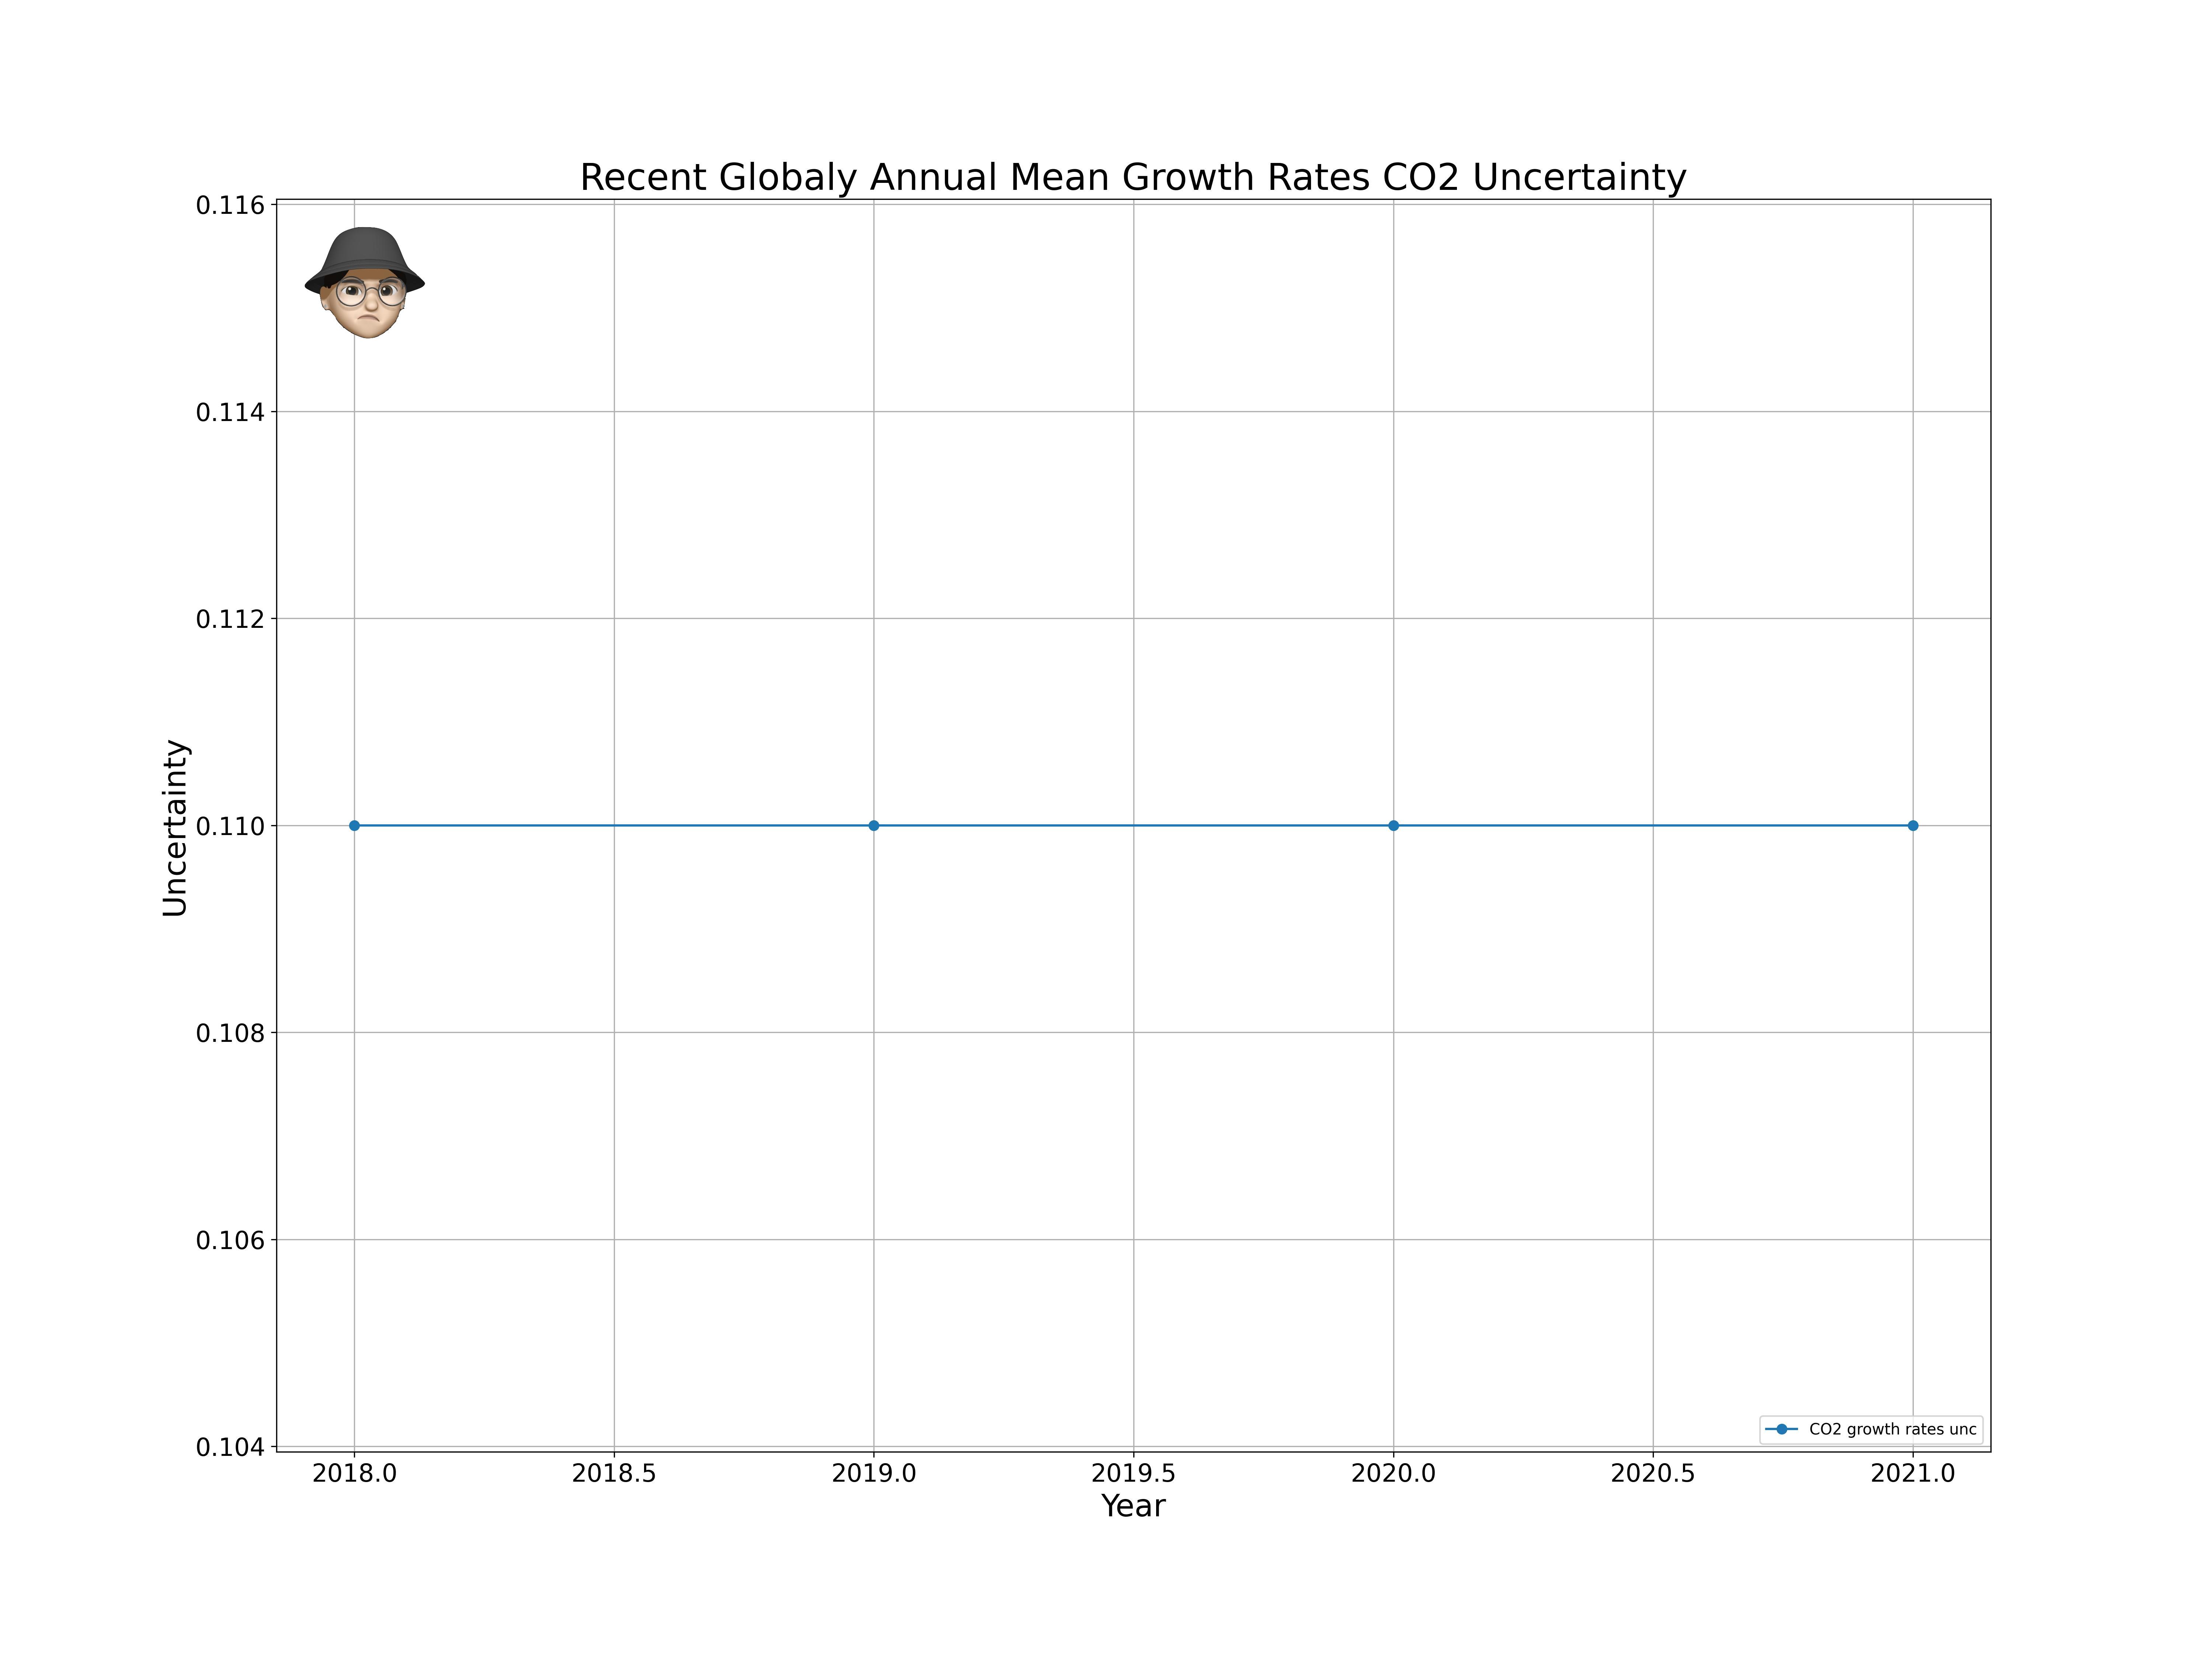 Recent Globaly Annual Mean Growth Rates CO2 Uncertainty
0.116
0.114
0.112
0.110
0.108
0.106
0.104
Uncertainty
CO2 growth rates unc
2018.0 2018.5 2019.0 2019.5 2020.0 2020.5 2021.0
Year